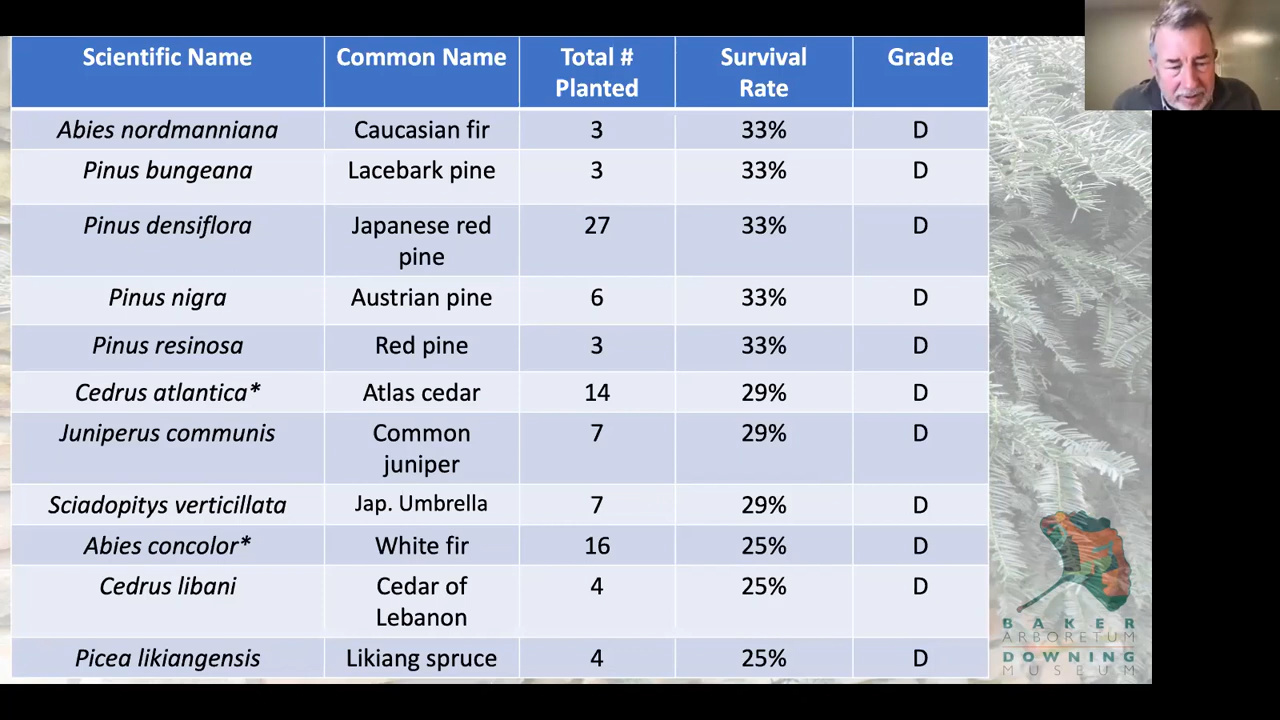 Scientific Name Common Name Total # Planted Survival Rate Grade
Abies nordmanniana Caucasian fir 3 33% D
Pinus bungeana Lacebark pine 3 33% D
Pinus densiflora Japanese red pine 27 33% D
Pinus nigra Austrian pine 6 33% D
Pinus resinosa Red pine 3 33% D
Cedrus atlantica* Atlas cedar 14 29% D
Juniperus communis Common juniper 7 29% D
Sciadopitys verticillata Jap. Umbrella 7 29% D
Abies concolor* White fir 16 25% D
Cedrus libani Cedar of Lebanon 4 25% D
Picea likiangensis Likiang spruce 4 25% D
BAKER
ARBORETUM
DOWNING
MUSEUM